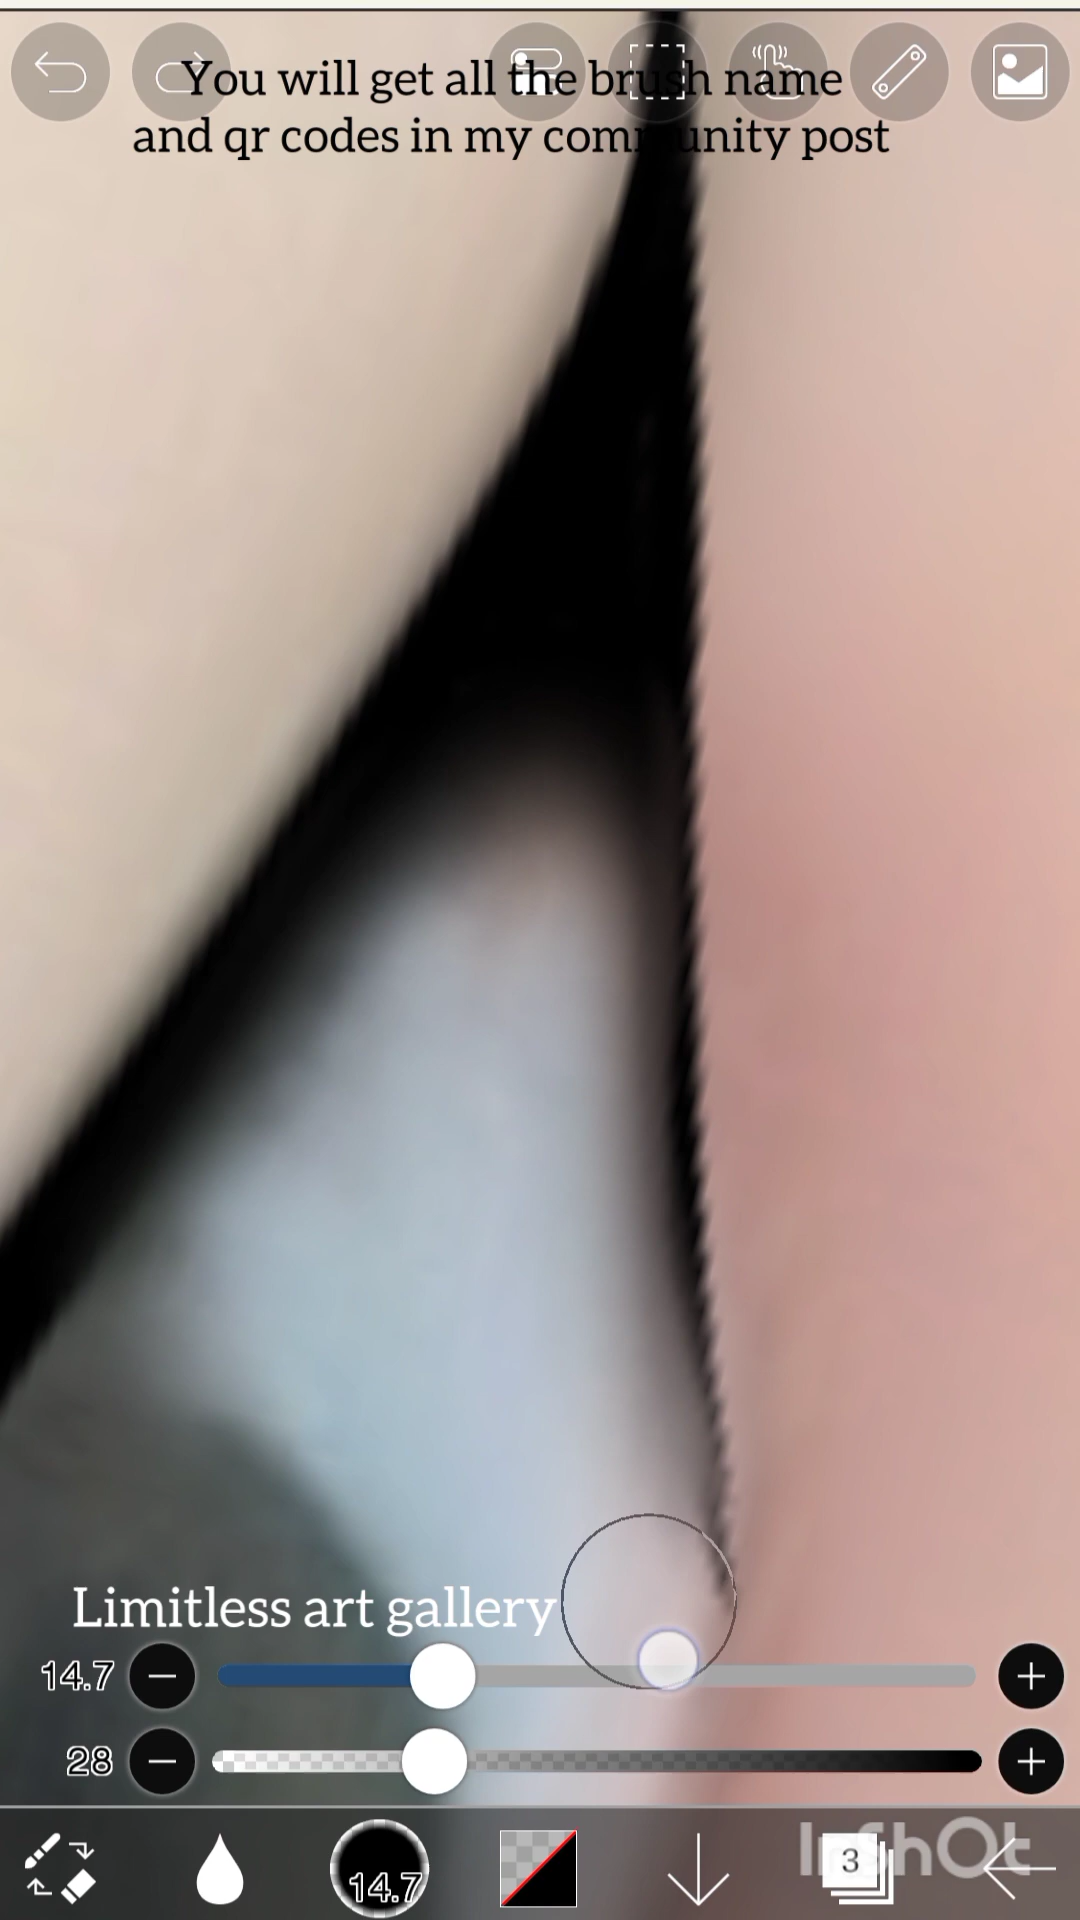 You will get all the brush name
and qr codes in my community post
Limitless art gallery
14.7
28
14.7
3
InShOt